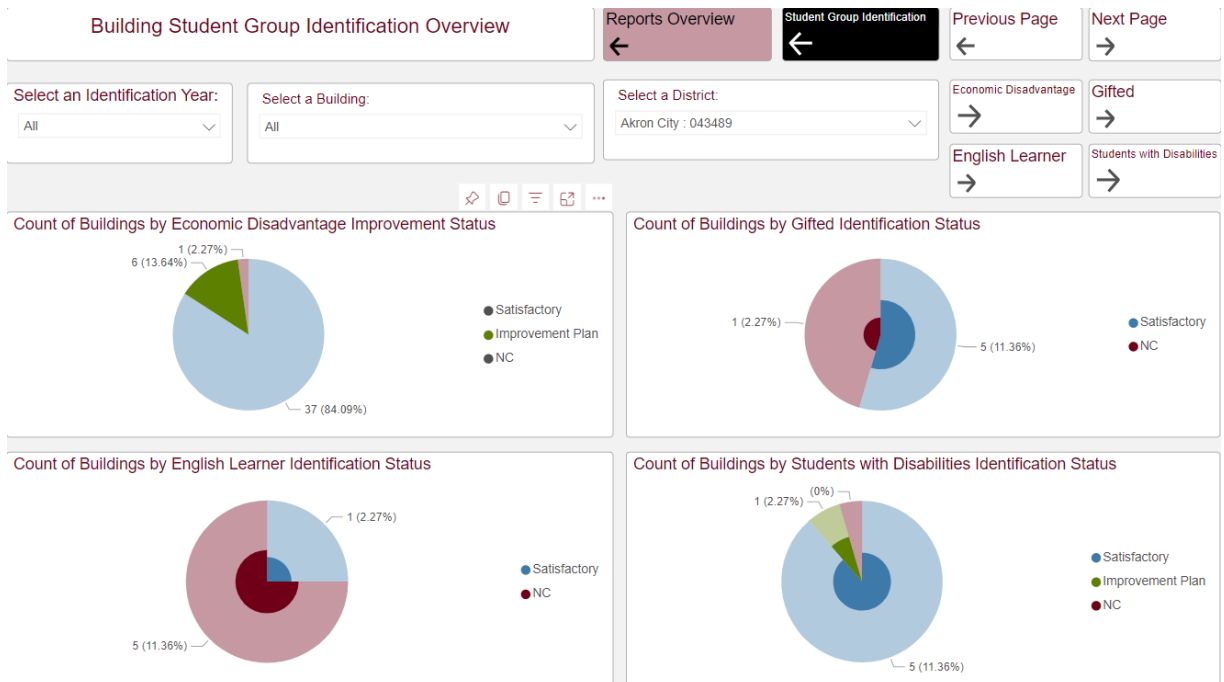 Building Student Group Identification Overview
Reports Overview
Student Group Identification
Previous Page
Next Page
Select an Identification Year:
All
Select a Building:
All
Select a District:
Akron City : 043489
Economic Disadvantage
Gifted
English Learner
Students with Disabilities
Count of Buildings by Economic Disadvantage Improvement Status
1 (2.27%)
6 (13.64%)
37 (84.09%)
Satisfactory
Improvement Plan
NC
Count of Buildings by Gifted Identification Status
1 (2.27%)
5 (11.36%)
Satisfactory
NC
Count of Buildings by English Learner Identification Status
1 (2.27%)
5 (11.36%)
Satisfactory
NC
Count of Buildings by Students with Disabilities Identification Status
(0%)
1 (2.27%)
5 (11.36%)
Satisfactory
Improvement Plan
NC